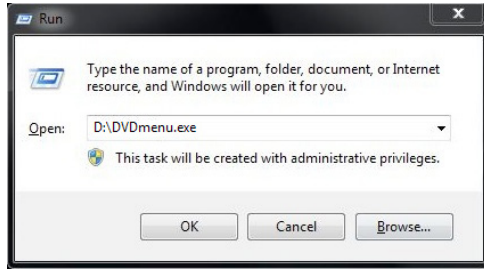 Run
Type the name of a program, folder, document, or Internet
resource, and Windows will open it for you.
Open: D:\DVDmenu.exe
This task will be created with administrative privileges.
OK Cancel Browse...